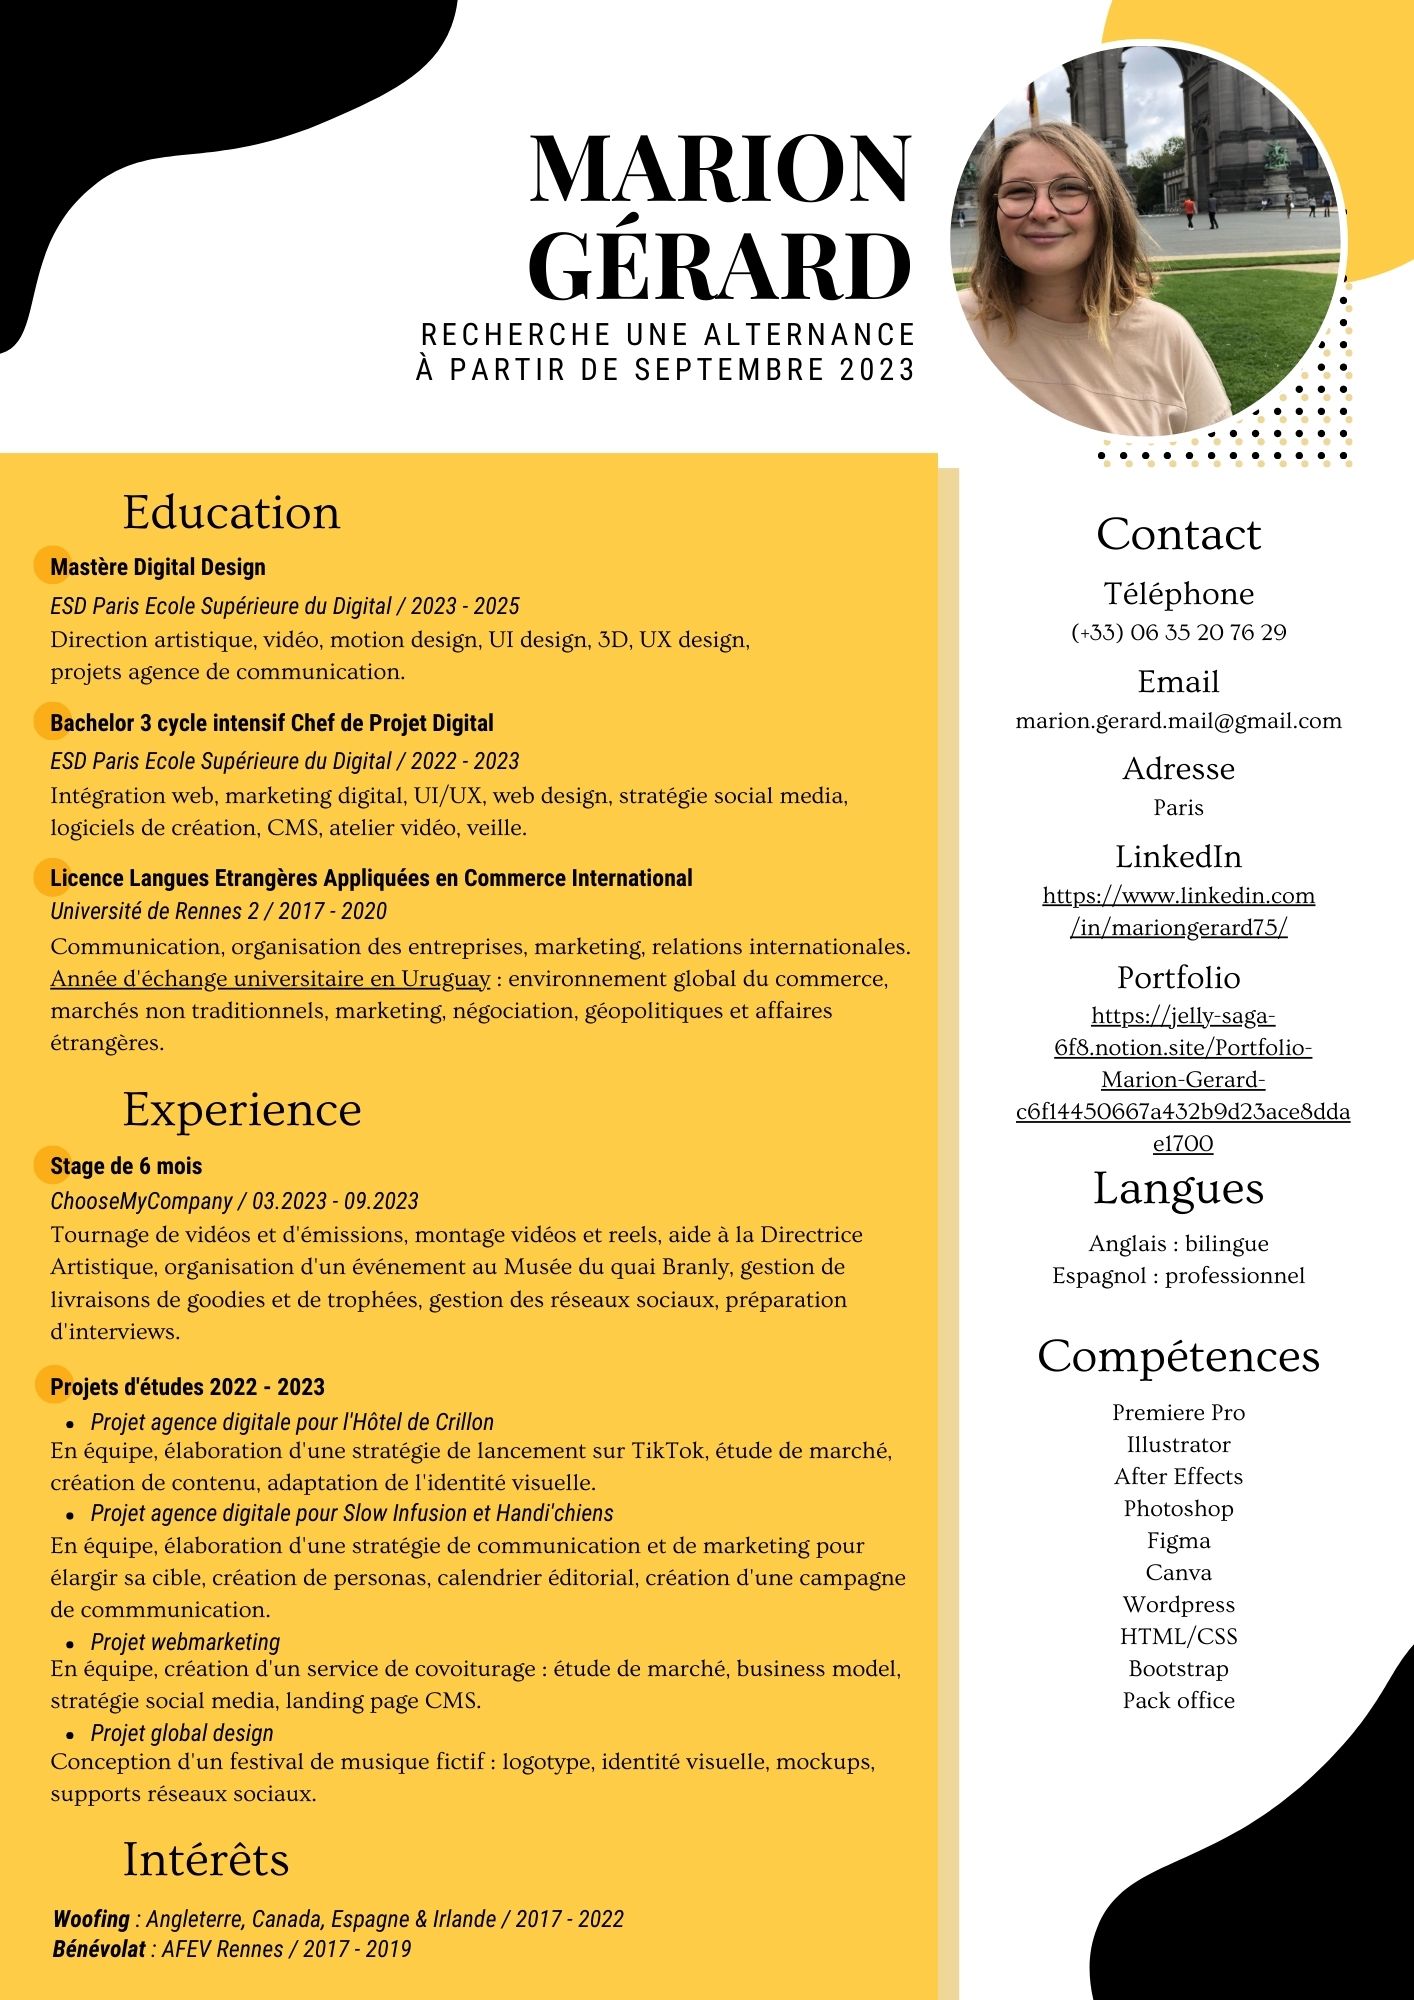 MARION
GÉRARD
RECHERCHE UNE ALTERNANCE
À PARTIR DE SEPTEMBRE 2023
Education
Mastère Digital Design
ESD Paris Ecole Supérieure du Digital / 2023 - 2025
Direction artistique, vidéo, motion design, UI design, 3D, UX design,
projets agence de communication.
Bachelor 3 cycle intensif Chef de Projet Digital
ESD Paris Ecole Supérieure du Digital / 2022 - 2023
Intégration web, marketing digital, UI/UX, web design, stratégie social media,
logiciels de création, CMS, atelier vidéo, veille.
Licence Langues Etrangères Appliquées en Commerce International
Université de Rennes 2 / 2017 - 2020
Communication, organisation des entreprises, marketing, relations internationales.
Année d'échange universitaire en Uruguay : environnement global du commerce,
marchés non traditionnels, marketing, négociation, géopolitiques et affaires
étrangères.
Experience
Stage de 6 mois
ChooseMyCompany / 03.2023 - 09.2023
Tournage de vidéos et d'émissions, montage vidéos et reels, aide à la Directrice
Artistique, organisation d'un événement au Musée du quai Branly, gestion de
livraisons de goodies et de trophées, gestion des réseaux sociaux, préparation
d'interviews.
Projets d'études 2022 - 2023
• Projet agence digitale pour l'Hôtel de Crillon
En équipe, élaboration d'une stratégie de lancement sur TikTok, étude de marché,
création de contenu, adaptation de l'identité visuelle.
• Projet agence digitale pour Slow Infusion et Handi'chiens
En équipe, élaboration d'une stratégie de communication et de marketing pour
élargir sa cible, création de personas, calendrier éditorial, création d'une campagne
de commmunication.
• Projet webmarketing
En équipe, création d'un service de covoiturage : étude de marché, business model,
stratégie social media, landing page CMS.
• Projet global design
Conception d'un festival de musique fictif : logotype, identité visuelle, mockups,
supports réseaux sociaux.
Intérêts
Woofing : Angleterre, Canada, Espagne & Irlande / 2017 - 2022
Bénévolat : AFEV Rennes / 2017 - 2019
Contact
Téléphone
(+33) 06 35 20 76 29
Email
marion.gerard.mail@gmail.com
Adresse
Paris
LinkedIn
https://www.linkedin.com
/in/mariongerard75/
Portfolio
https://jelly-saga-
6f8.notion.site/Portfolio-
Marion-Gerard-
c6f14450667a432b9d23ace8dda
e1700
Langues
Anglais : bilingue
Espagnol : professionnel
Compétences
Premiere Pro
Illustrator
After Effects
Photoshop
Figma
Canva
Wordpress
HTML/CSS
Bootstrap
Pack office